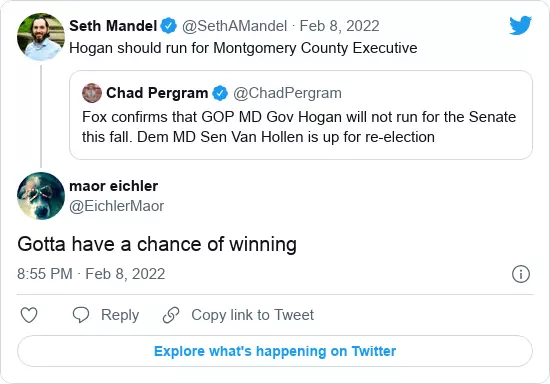 Seth Mandel @SethAMandel · Feb 8, 2022
Hogan should run for Montgomery County Executive
Chad Pergram @ChadPergram
Fox confirms that GOP MD Gov Hogan will not run for the Senate
this fall. Dem MD Sen Van Hollen is up for re-election
maor eichler
@EichlerMaor
Gotta have a chance of winning
8:55 PM · Feb 8, 2022
Reply Copy link to Tweet
Explore what's happening on Twitter